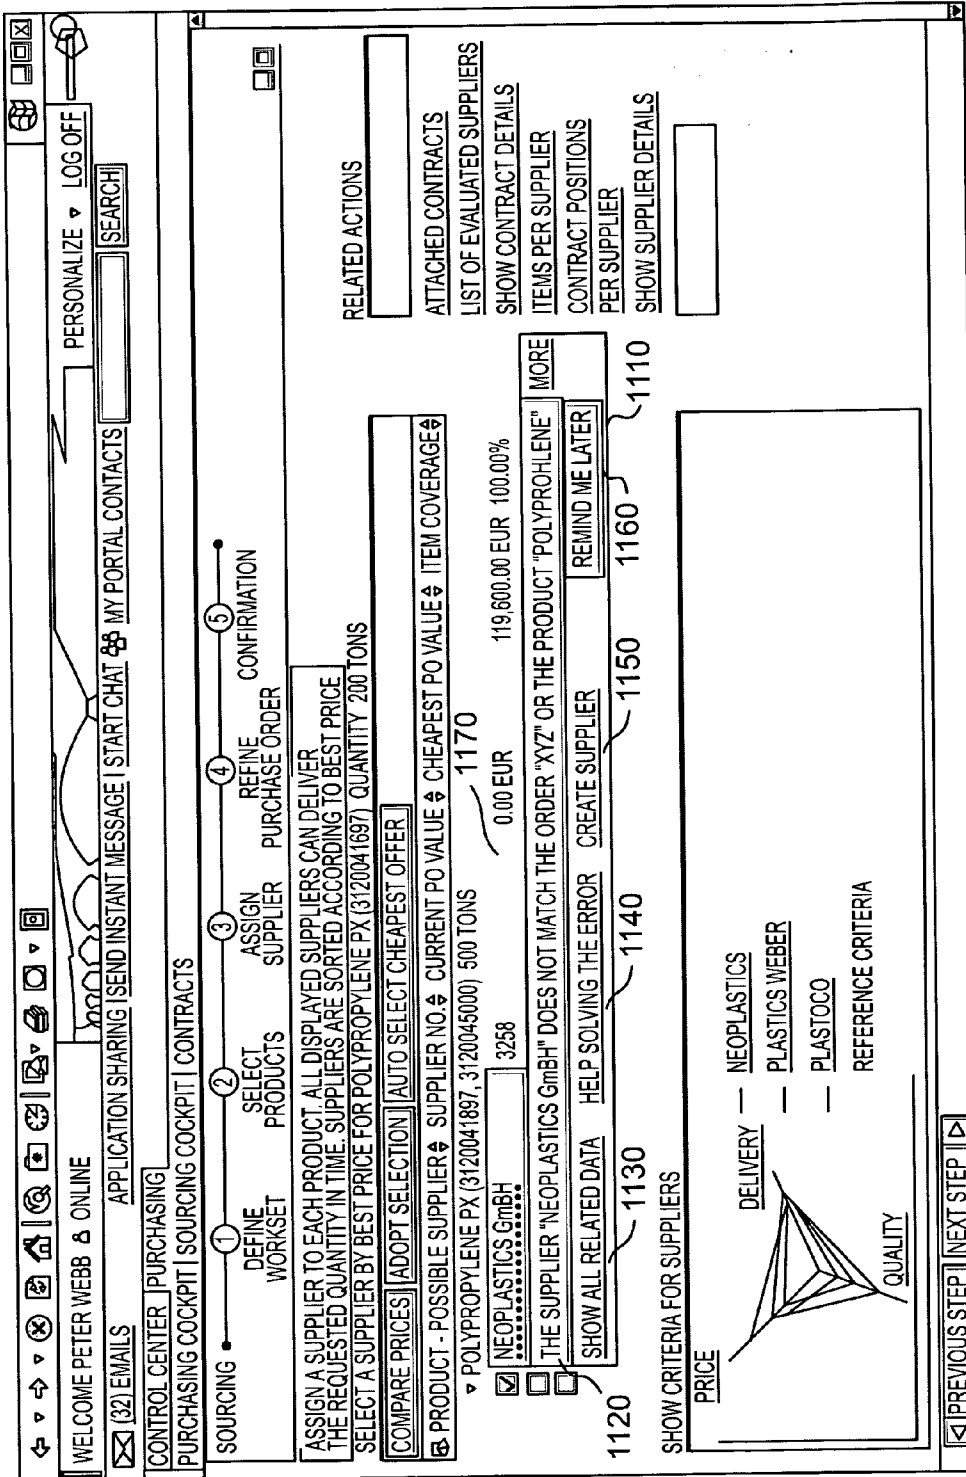 WELCOME PETER WEBB & ONLINE
PERSONALIZE LOG OFF
(32) EMAILS APPLICATION SHARING | SEND INSTANT MESSAGE | START CHAT MY PORTAL CONTACTS SEARCH
CONTROL CENTER PURCHASING
PURCHASING COCKPIT | SOURCING COCKPIT | CONTRACTS
SOURCING
1 2 3 4 5
DEFINE WORKSET
SELECT PRODUCTS
ASSIGN SUPPLIER
REFINE PURCHASE ORDER
CONFIRMATION
ASSIGN A SUPPLIER TO EACH PRODUCT. ALL DISPLAYED SUPPLIERS CAN DELIVER
THE REQUESTED QUANTITY IN TIME. SUPPLIERS ARE SORTED ACCORDING TO BEST PRICE
SELECT A SUPPLIER BY BEST PRICE FOR POLYPROPYLENE PX (3120041697) QUANTITY 200 TONS
COMPARE PRICES ADOPT SELECTION AUTO SELECT CHEAPEST OFFER
PRODUCT - POSSIBLE SUPPLIER SUPPLIER NO. CURRENT PO VALUE CHEAPEST PO VALUE ITEM COVERAGE
POLYPROPYLENE PX (3120041897, 3120045000) 500 TONS
1170
NEOPLASTICS GmBH 3258 0.00 EUR 119,600.00 EUR 100.00%
THE SUPPLIER "NEOPLASTICS GmBH" DOES NOT MATCH THE ORDER "XYZ" OR THE PRODUCT "POLYPROHLENE" MORE
SHOW ALL RELATED DATA HELP SOLVING THE ERROR CREATE SUPPLIER REMIND ME LATER
1120 1130 1140 1150 1160 1110
RELATED ACTIONS
ATTACHED CONTRACTS
LIST OF EVALUATED SUPPLIERS
SHOW CONTRACT DETAILS
ITEMS PER SUPPLIER
CONTRACT POSITIONS
PER SUPPLIER
SHOW SUPPLIER DETAILS
SHOW CRITERIA FOR SUPPLIERS
PRICE
DELIVERY
QUALITY
NEOPLASTICS
PLASTICS WEBER
PLASTOCO
REFERENCE CRITERIA
PREVIOUS STEP NEXT STEP